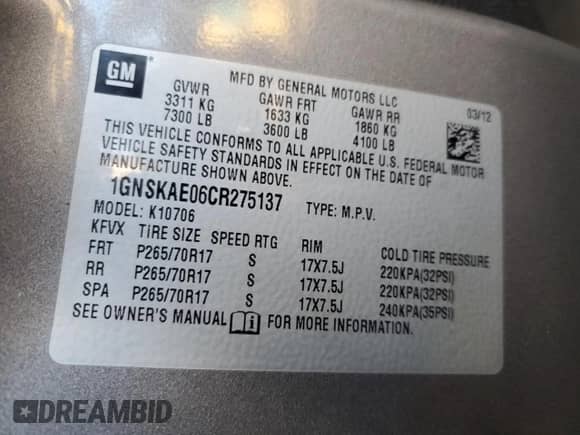 GM
MFD BY GENERAL MOTORS LLC
GVWR GAWR FRT GAWR RR 03/12
3311 KG 1633 KG 1860 KG
7300 LB 3600 LB 4100 LB
THIS VEHICLE CONFORMS TO ALL APPLICABLE U.S. FEDERAL MOTOR
VEHICLE SAFETY STANDARDS IN EFFECT ON THE DATE OF
MANUFACTURE SHOWN ABOVE.
1GNSKAE06CR275137 TYPE: M.P.V.
MODEL: K10706
KFVX TIRE SIZE SPEED RTG RIM COLD TIRE PRESSURE
FRT P265/70R17 S 17X7.5J 220KPA(32PSI)
RR P265/70R17 S 17X7.5J 220KPA(32PSI)
SPA P265/70R17 S 17X7.5J 240KPA(35PSI)
SEE OWNER'S MANUAL FOR MORE INFORMATION.
DREAMBID